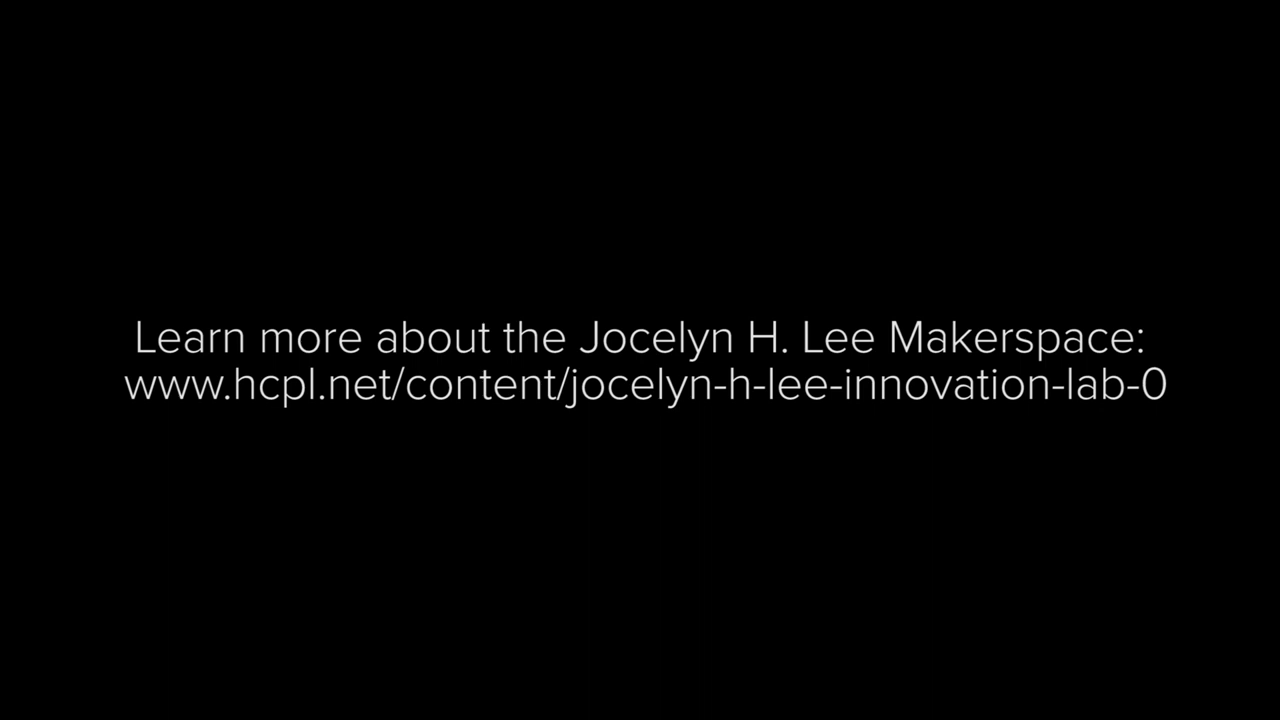 Learn more about the Jocelyn H. Lee Makerspace:
www.hcpl.net/content/jocelyn-h-lee-innovation-lab-0